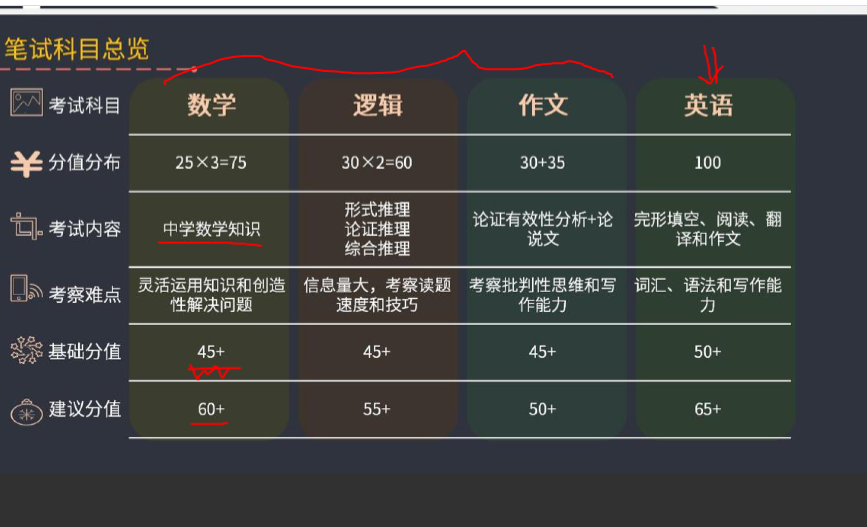 笔试科目总览
考试科目 数学 逻辑 作文 英语
分值分布 25×3=75 30×2=60 30+35 100
考试内容 中学数学知识 形式推理 论证有效性分析+论 完形填空、阅读、翻
论证推理 说文 译和作文
综合推理
考察难点 灵活运用知识和创造 信息量大，考察读题 考察批判性思维和写 词汇、语法和写作能
性解决问题 速度和技巧 作能力 力
基础分值 45+ 45+ 45+ 50+
建议分值 60+ 55+ 50+ 65+